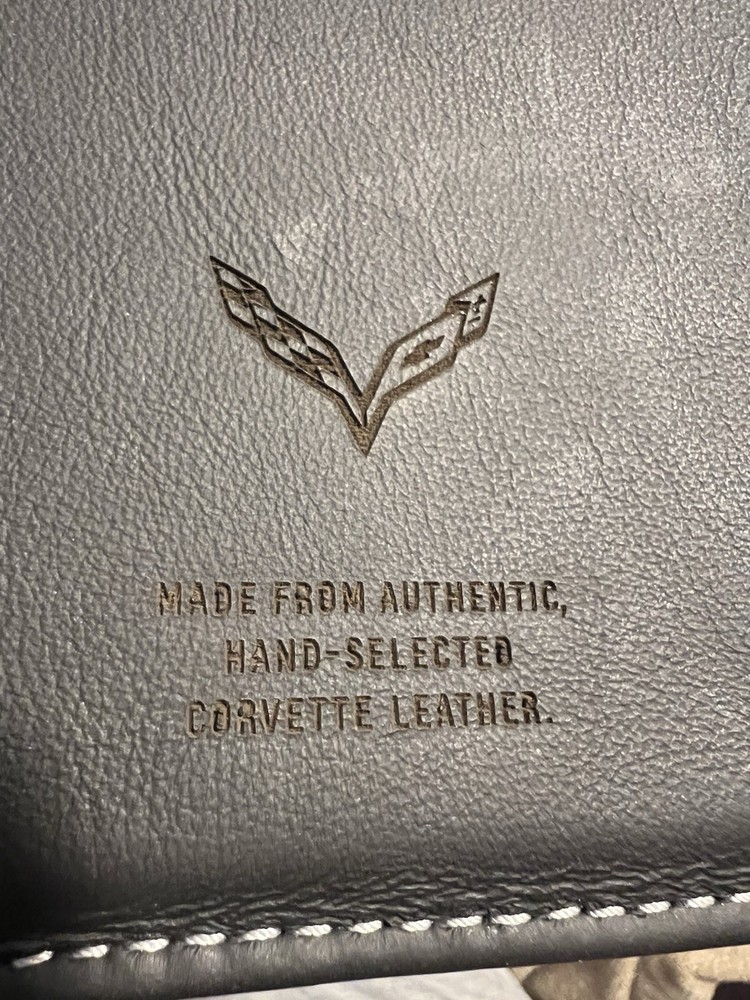 MADE FROM AUTHENTIC,
HAND-SELECTED
CORVETTE LEATHER.